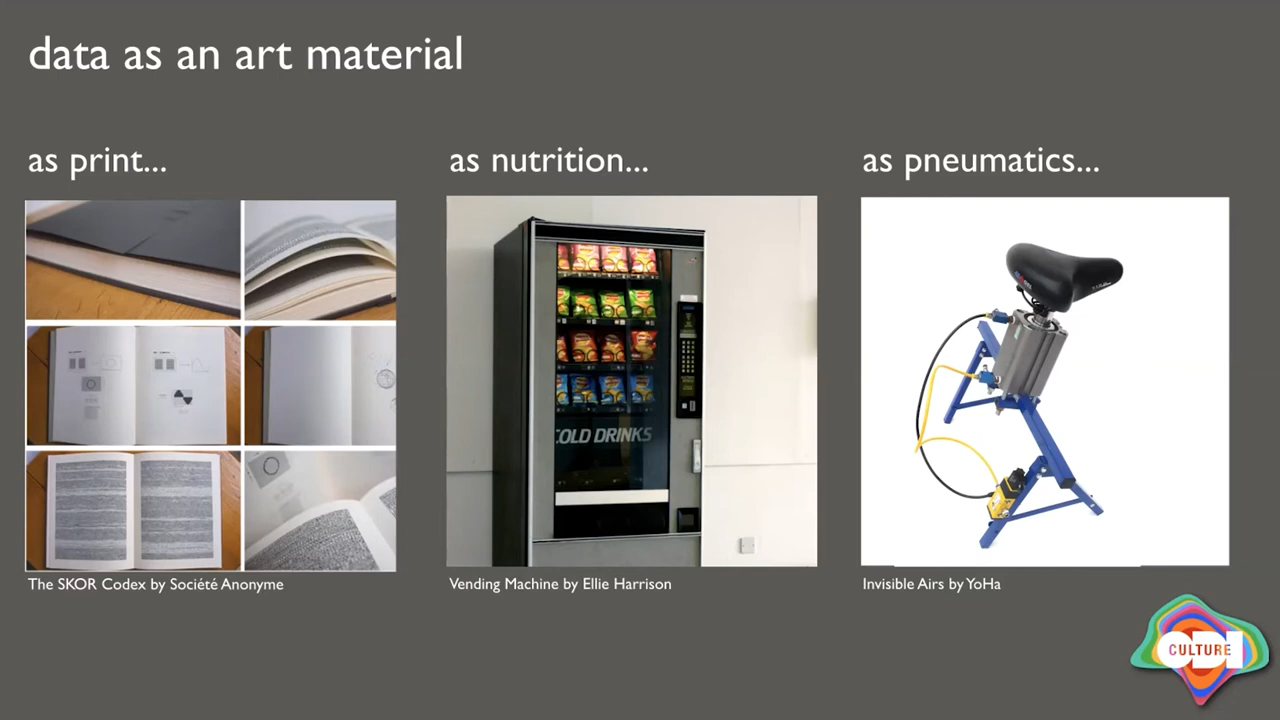 data as an art material
as print...
as nutrition...
as pneumatics...
COLD DRINKS
The SKOR Codex by Société Anonyme
Vending Machine by Ellie Harrison
Invisible Airs by YoHa
ODI
CULTURE